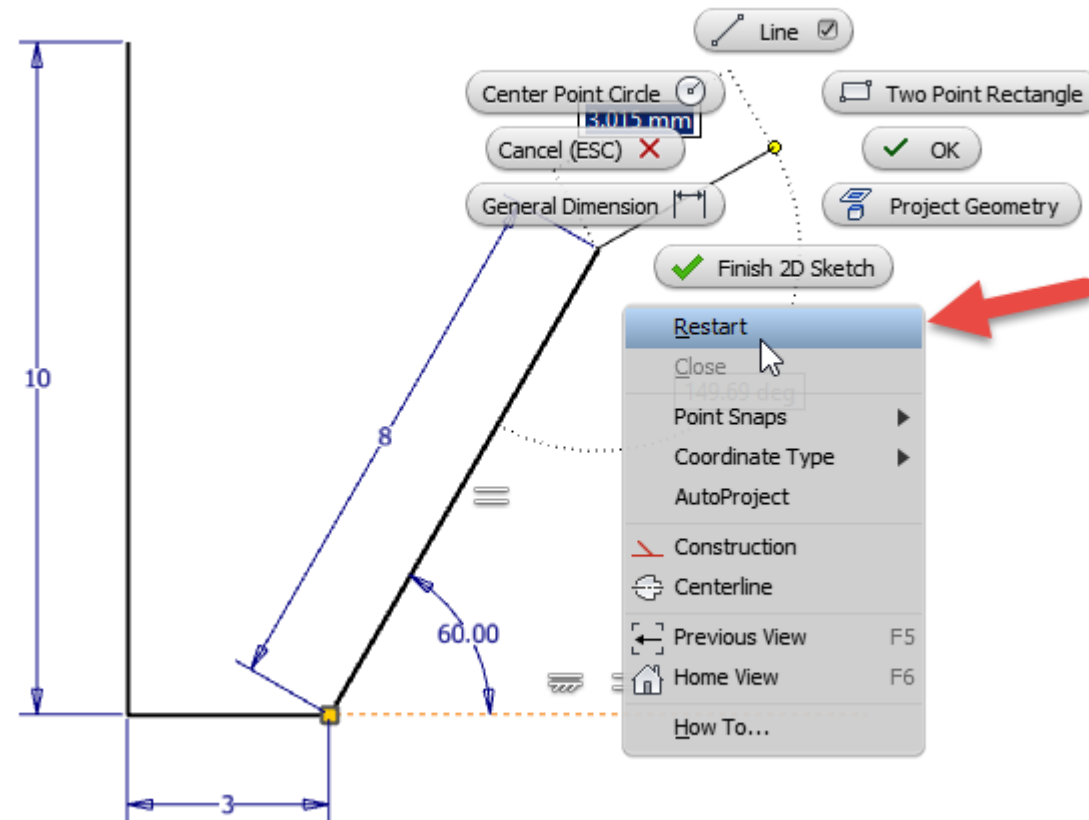 Line
Center Point Circle
Two Point Rectangle
3.015 mm
Cancel (ESC)
OK
General Dimension
Project Geometry
Finish 2D Sketch
Restart
Close
10
149.69 deg
Point Snaps
8
Coordinate Type
AutoProject
Construction
Centerline
60.00
Previous View F5
Home View F6
How To...
3